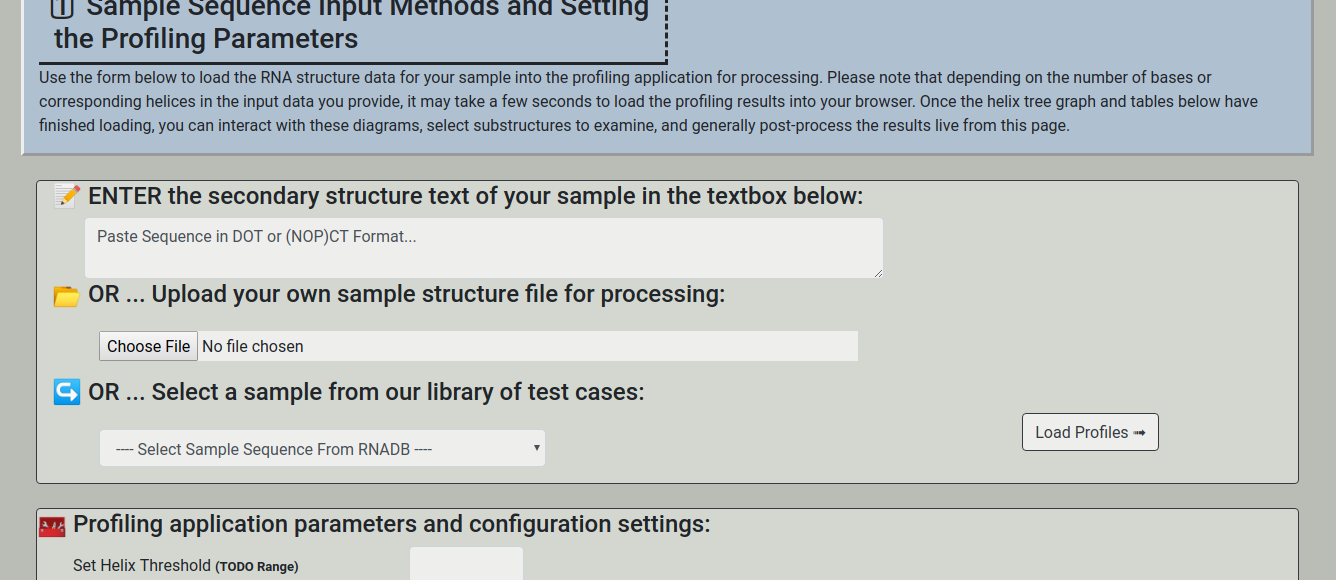 1 Sample Sequence Input Methods and Setting
the Profiling Parameters
Use the form below to load the RNA structure data for your sample into the profiling application for processing. Please note that depending on the number of bases or
corresponding helices in the input data you provide, it may take a few seconds to load the profiling results into your browser. Once the helix tree graph and tables below have
finished loading, you can interact with these diagrams, select substructures to examine, and generally post-process the results live from this page.
ENTER the secondary structure text of your sample in the textbox below:
Paste Sequence in DOT or (NOP)CT Format...
OR ... Upload your own sample structure file for processing:
Choose File No file chosen
OR ... Select a sample from our library of test cases:
---- Select Sample Sequence From RNADB ----
Load Profiles ➟
Profiling application parameters and configuration settings:
Set Helix Threshold (TODO Range)